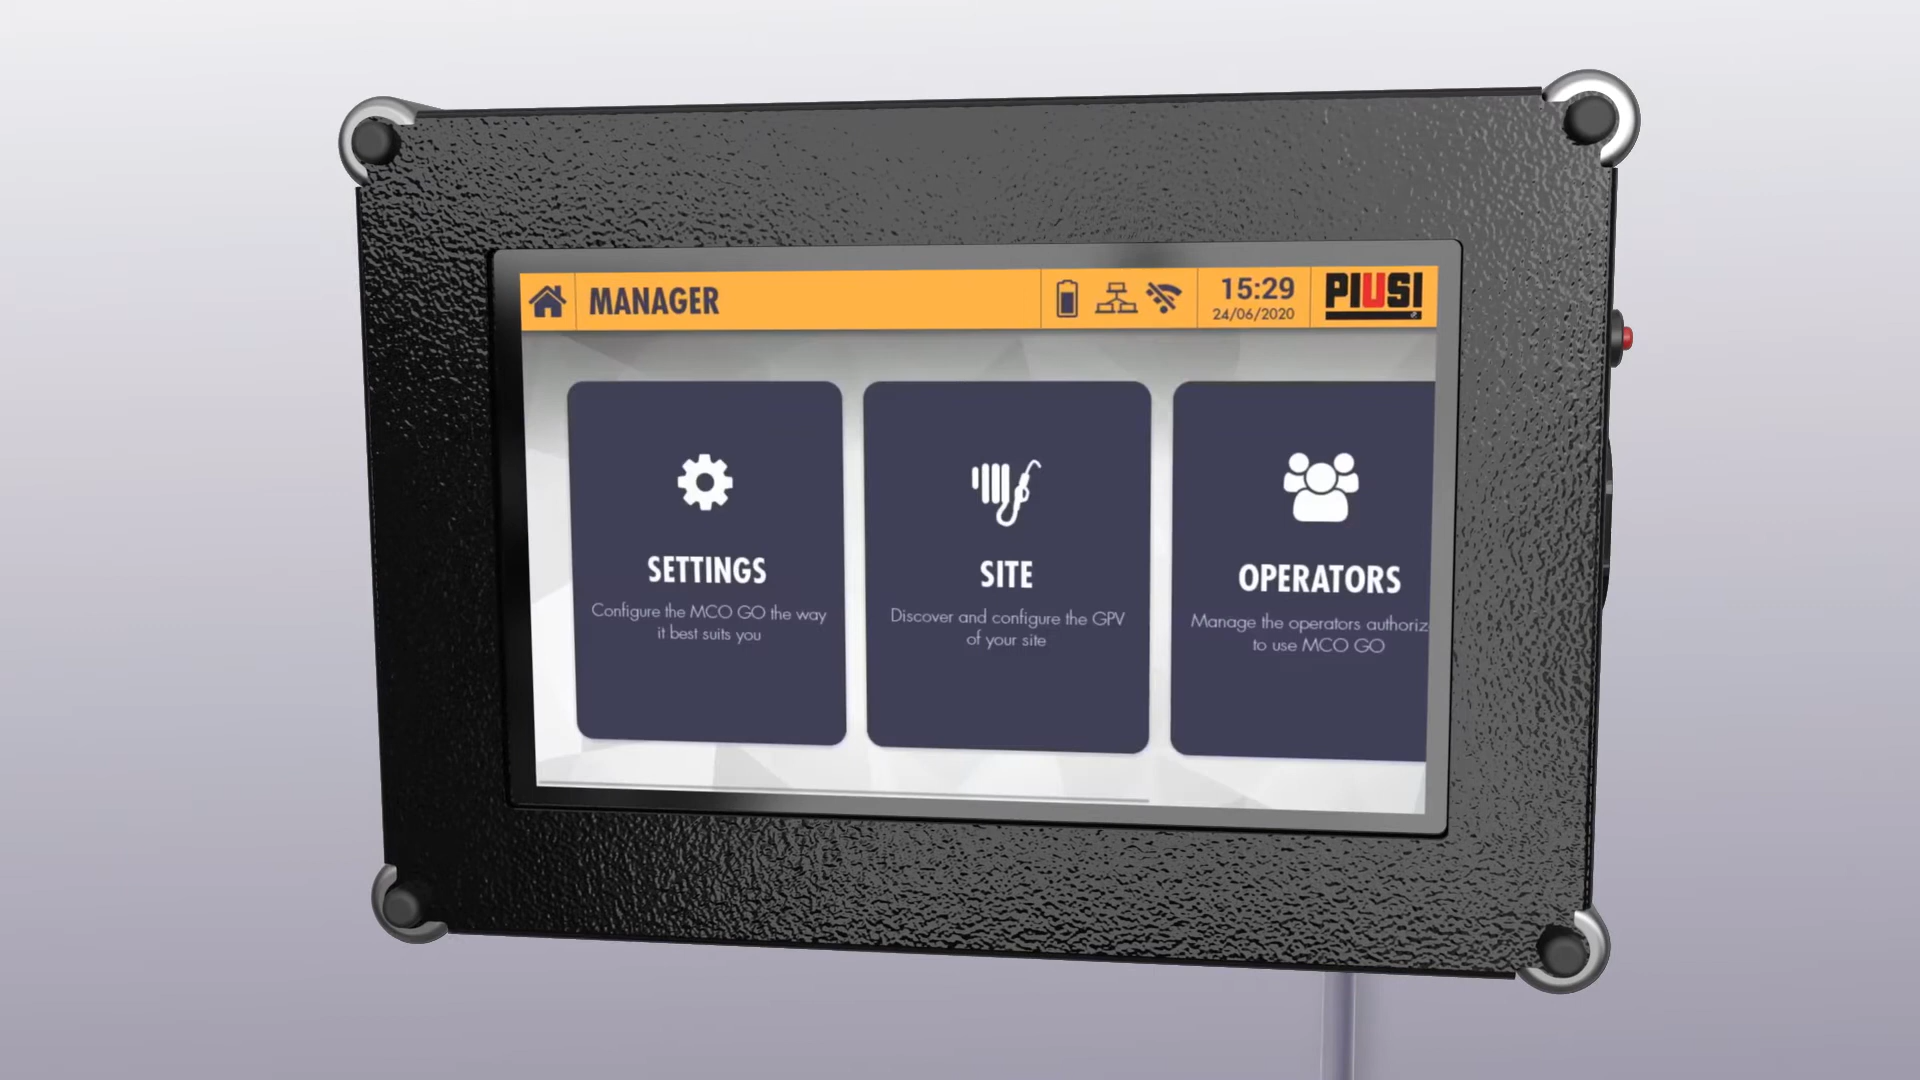 MANAGER
15:29
24/06/2020
PIUSI
SETTINGS
Configure the MCO GO the way
it best suits you
SITE
Discover and configure the GPV
of your site
OPERATORS
Manage the operators authoriz
to use MCO GO